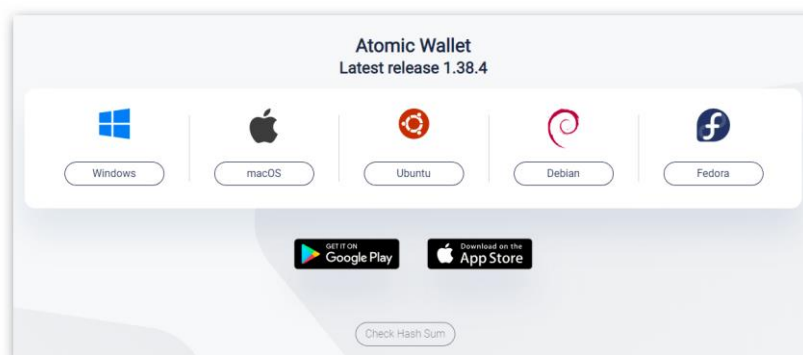 Atomic Wallet
Latest release 1.38.4
Windows
macOS
Ubuntu
Debian
Fedora
GET IT ON
Google Play
Download on the
App Store
Check Hash Sum